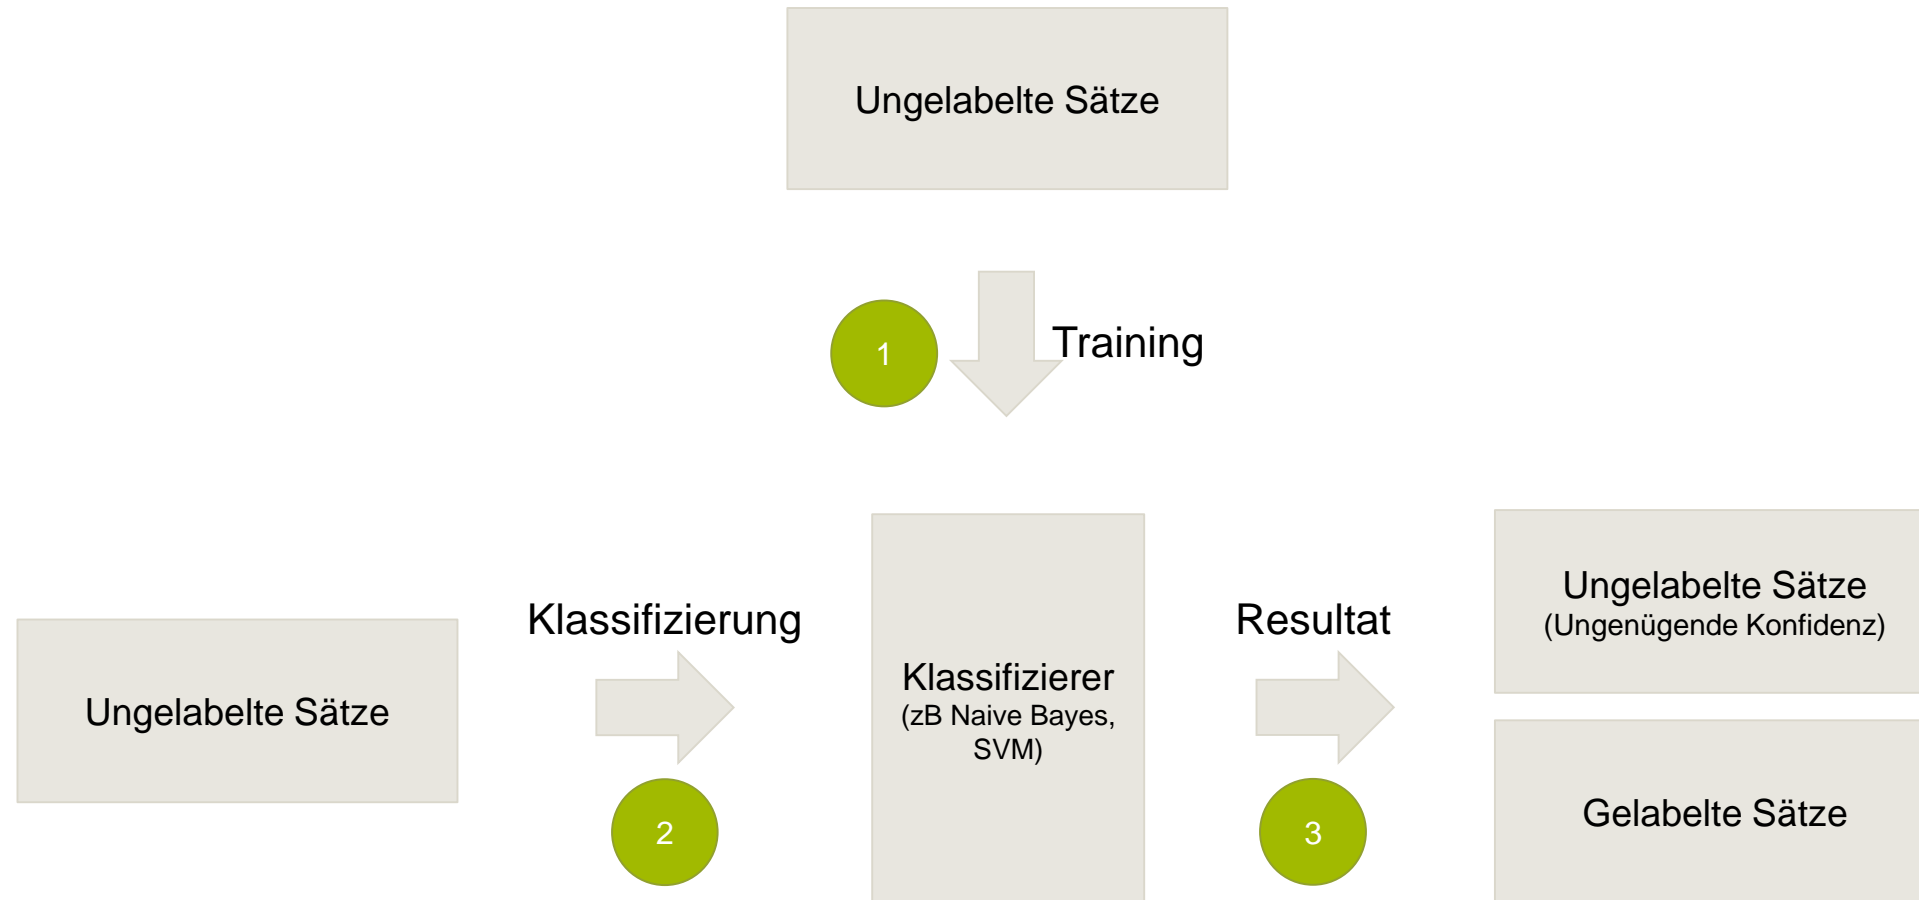 Ungelabelte Sätze
1
Training
Ungelabelte Sätze
Klassifizierung
2
Klassifizierer
(zB Naive Bayes,
SVM)
Resultat
3
Ungelabelte Sätze
(Ungenügende Konfidenz)
Gelabelte Sätze